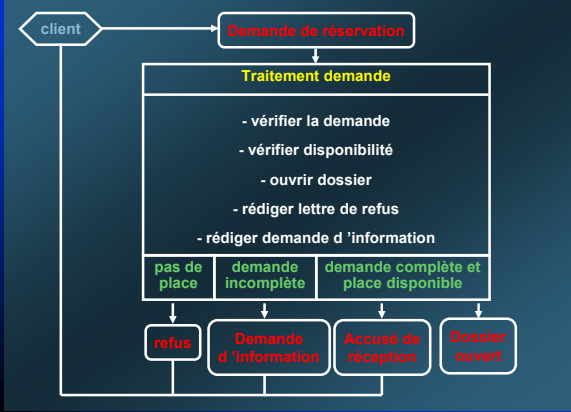 client
Demande de réservation
Traitement demande
- vérifier la demande
- vérifier disponibilité
- ouvrir dossier
- rédiger lettre de refus
- rédiger demande d 'information
pas de
place
demande
incomplète
demande complète et
place disponible
refus
Demande
d 'information
Accusé de
réception
Dossier
ouvert